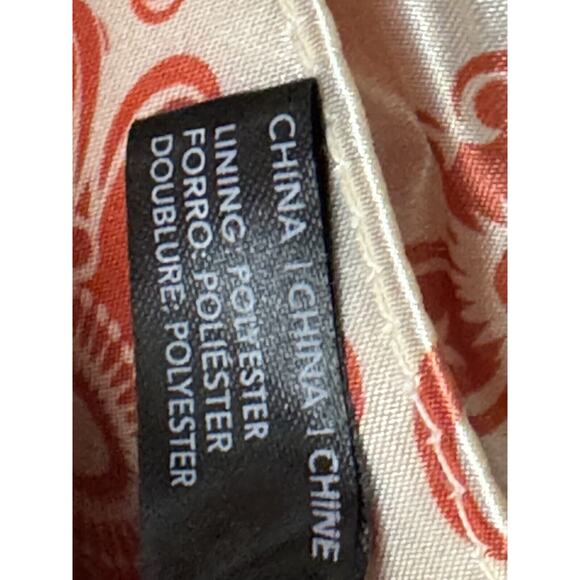 CHINA | CHINA | CHINE
LINING: POLYESTER
FORRO: POLIESTER
DOUBLURE: POLYESTER